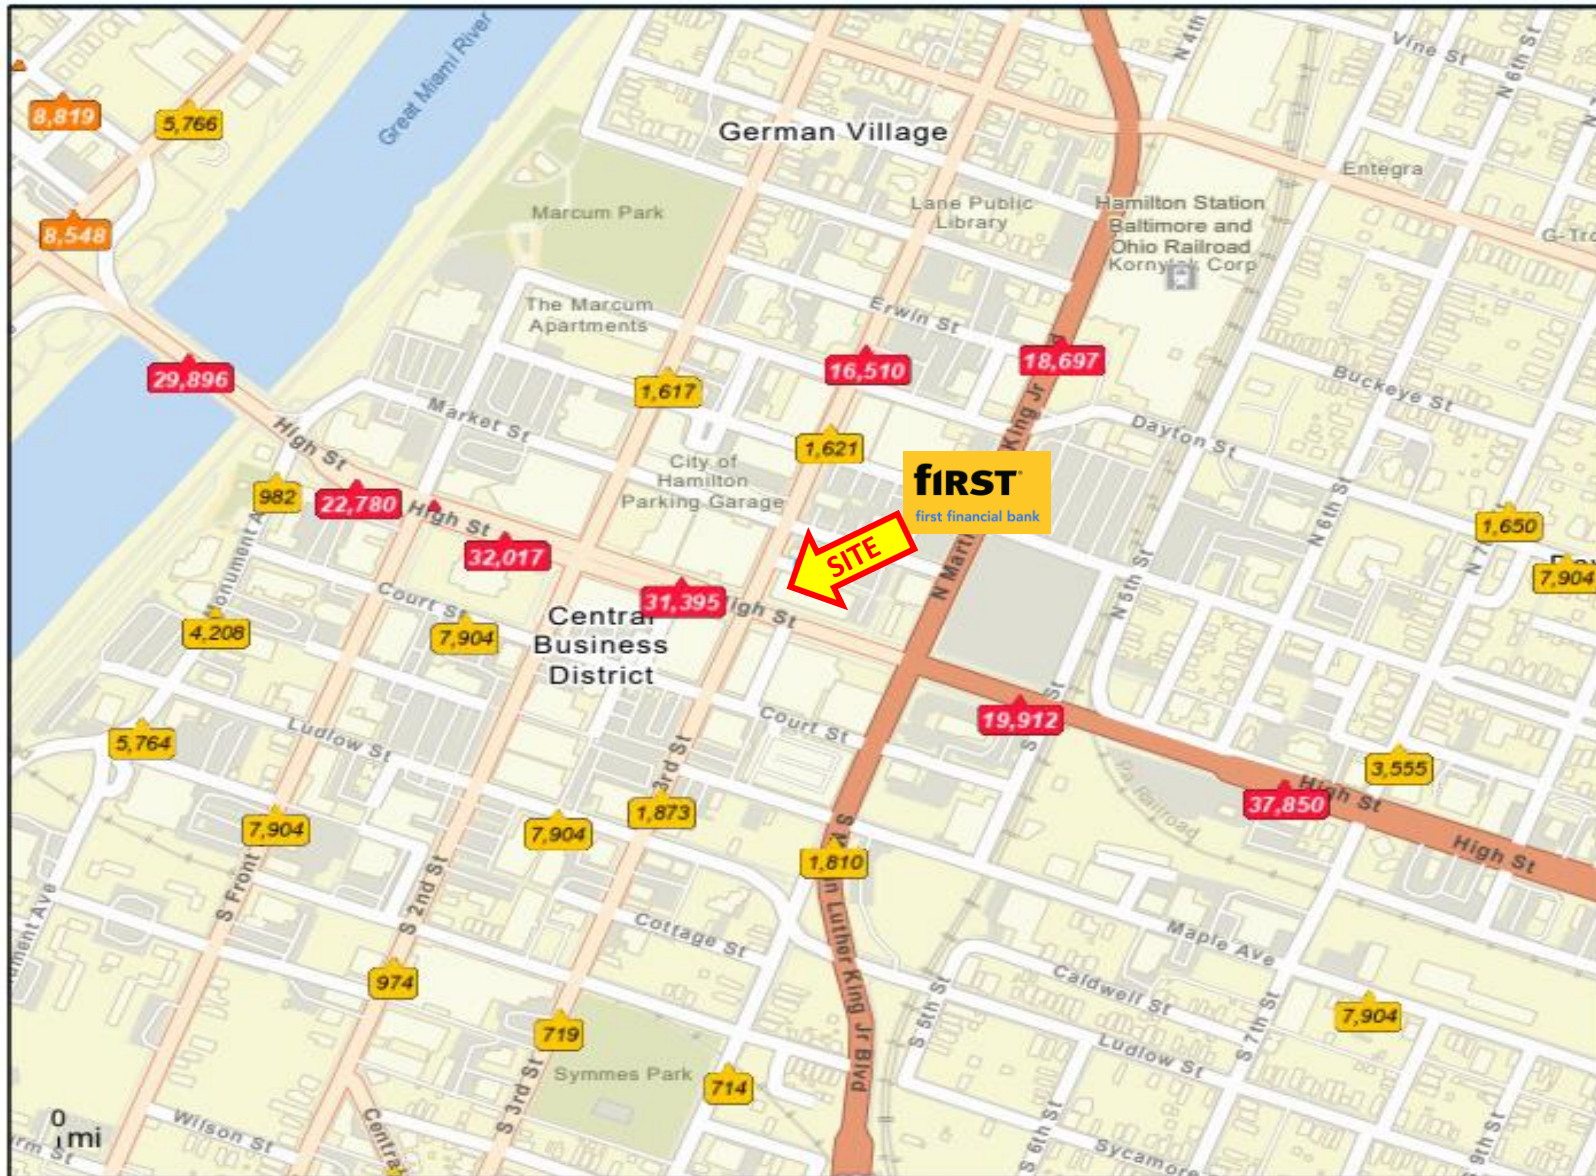 Great Miami River
N 4th
Vine St
N 6th St
8,819
5,766
German Village
Entegra
Marcum Park
Lane Public
Library
Hamilton Station
Baltimore and
Ohio Railroad
8,548
The Marcum
Apartments
Erwin St
29,896
1,617
16,510
18,697
Buckeye St
Market St
King Jr
Dayton St
High St
1,621
City of
Hamilton
Parking Garage
fIRST
first financial bank
N 6th St
982
22,780
High St
1,650
32,017
SITE
N Marti
N 7th
7,904
N 5th St
Monument A
Court St
31,395
High St
4,208
7,904
Central
Business
District
Court St
19,912
5,764
Ludlow St
3rd St
Railroad
3,555
High St
37,850
7,904
7,904
1,873
1,810
High St
S Front
S 2nd St
Cottage St
Maple Ave
974
Caldwell St
719
S 5th St
7,904
S 7th St
Ludlow St
Symmes Park
714
S 3rd St
n Luther King Jr Blvd
0
mi
Wilson St
S 6th St
Sycamore